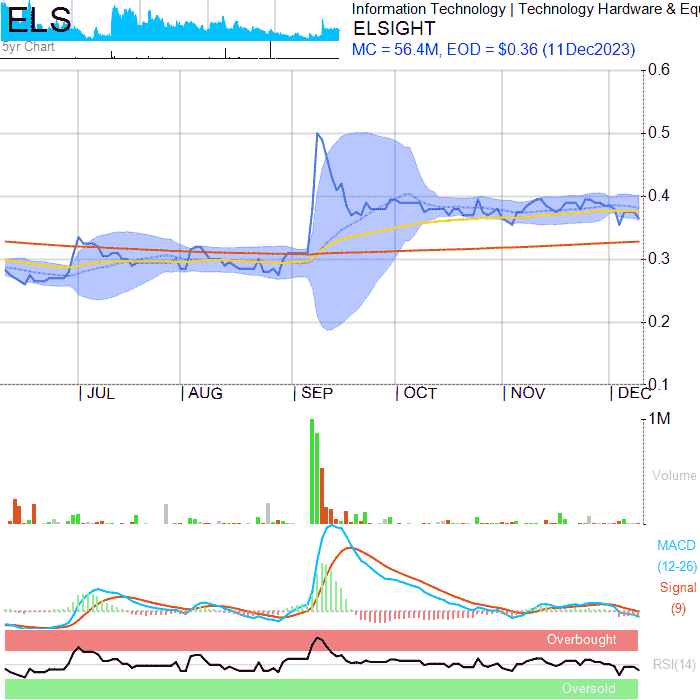 ELS
5yr Chart
Information Technology | Technology Hardware & Equ
ELSIGHT
MC = 56.4M, EOD = $0.36 (11Dec2023)
0.6
0.5
0.4
0.3
0.2
0.1
JUL AUG SEP OCT NOV DEC
1M
Volume
MACD
(12-26)
Signal
(9)
Overbought
RSI(14)
Oversold